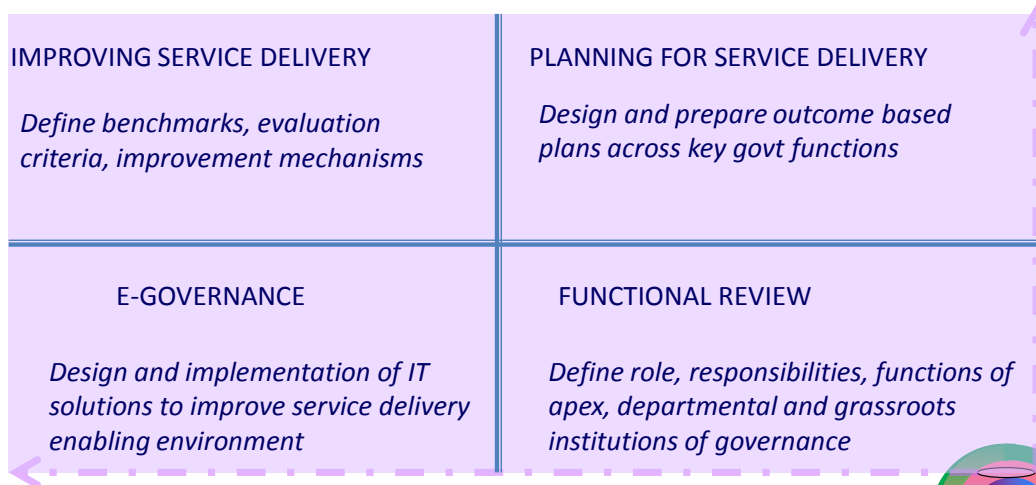 IMPROVING SERVICE DELIVERY
Define benchmarks, evaluation
criteria, improvement mechanisms
PLANNING FOR SERVICE DELIVERY
Design and prepare outcome based
plans across key govt functions
E-GOVERNANCE
Design and implementation of IT
solutions to improve service delivery
enabling environment
FUNCTIONAL REVIEW
Define role, responsibilities, functions of
apex, departmental and grassroots
institutions of governance